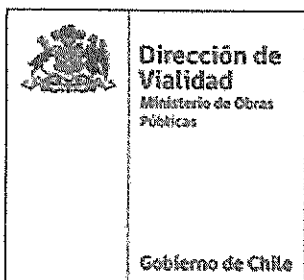 Dirección de
Vialidad
Ministerio de Obras
Públicas
Gobierno de Chile